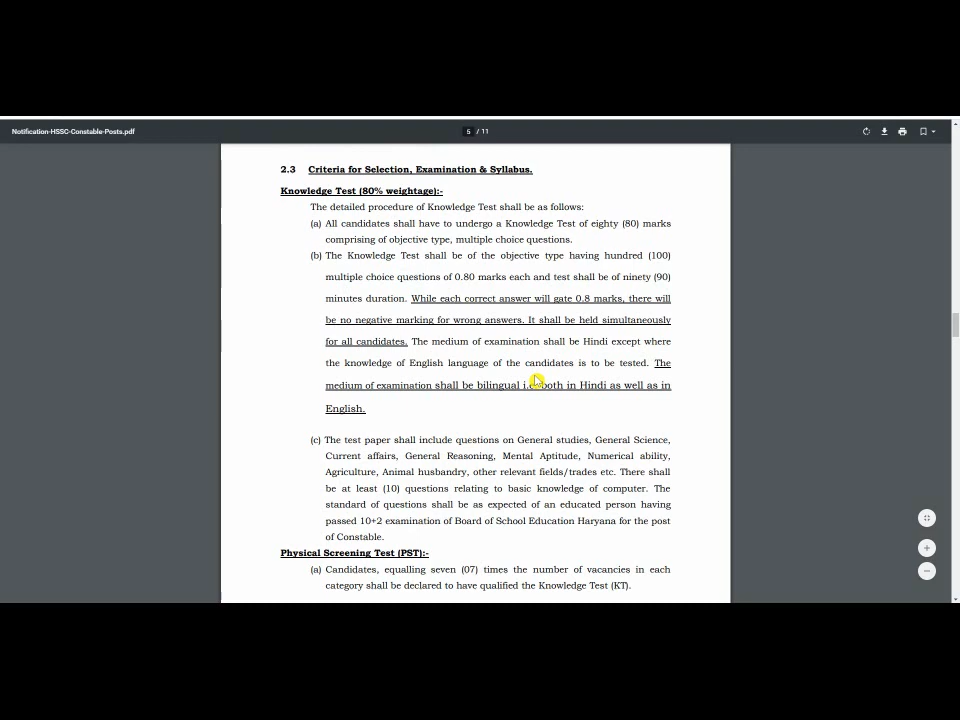 Notification-HSSC-Constable-Posts.pdf
5 / 11
2.3 Criteria for Selection, Examination & Syllabus.
Knowledge Test (80% weightage):-
The detailed procedure of Knowledge Test shall be as follows:
(a) All candidates shall have to undergo a Knowledge Test of eighty (80) marks
comprising of objective type, multiple choice questions.
(b) The Knowledge Test shall be of the objective type having hundred (100)
multiple choice questions of 0.80 marks each and test shall be of ninety (90)
minutes duration. While each correct answer will gate 0.8 marks, there will
be no negative marking for wrong answers. It shall be held simultaneously
for all candidates. The medium of examination shall be Hindi except where
the knowledge of English language of the candidates is to be tested. The
medium of examination shall be bilingual both in Hindi as well as in
English.
(c) The test paper shall include questions on General studies, General Science,
Current affairs, General Reasoning, Mental Aptitude, Numerical ability,
Agriculture, Animal husbandry, other relevant fields/trades etc. There shall
be at least (10) questions relating to basic knowledge of computer. The
standard of questions shall be as expected of an educated person having
passed 10+2 examination of Board of School Education Haryana for the post
of Constable.
Physical Screening Test (PST):-
(a) Candidates, equalling seven (07) times the number of vacancies in each
category shall be declared to have qualified the Knowledge Test (KT).